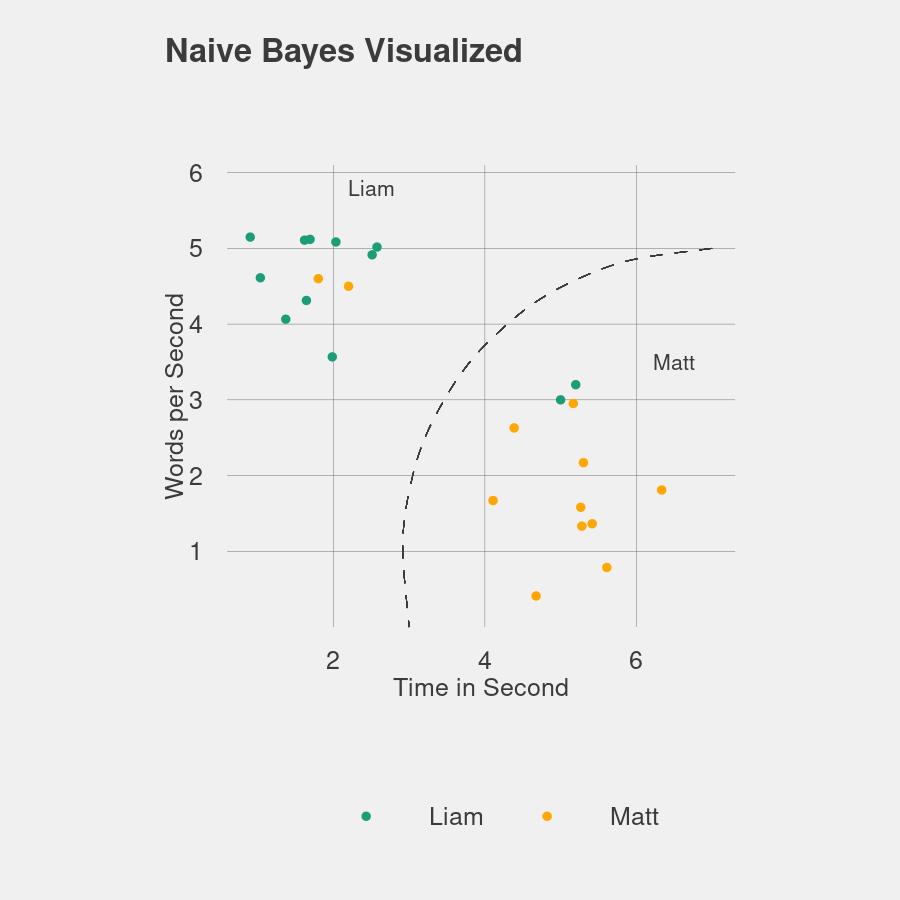 Naive Bayes Visualized
Words per Second
6
5
4
3
2
1
Liam
Matt
2 4 6
Time in Second
Liam Matt